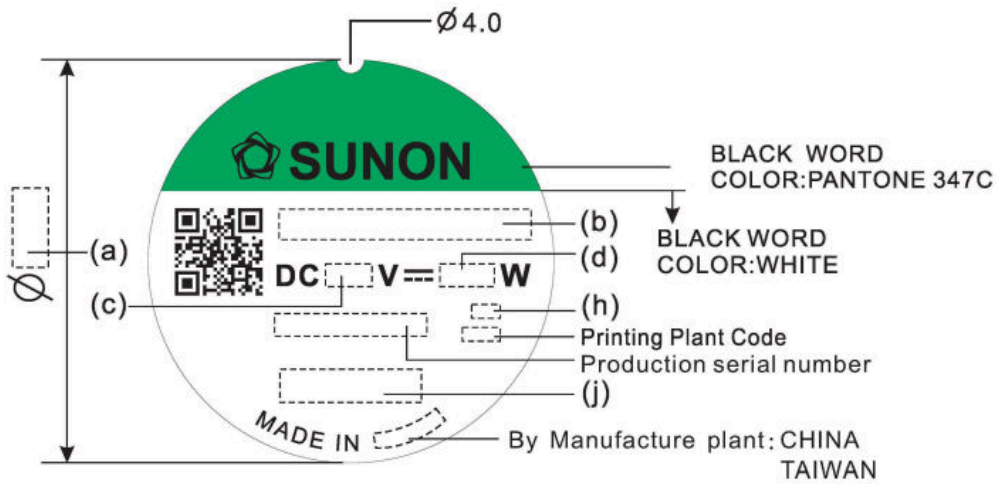 Ø4.0
SUNON
BLACK WORD
COLOR:PANTONE 347C
(a)
(b)
BLACK WORD
COLOR:WHITE
DC V W
(d)
Ø
(c)
(h)
Printing Plant Code
Production serial number
(j)
MADE IN
By Manufacture plant: CHINA
TAIWAN